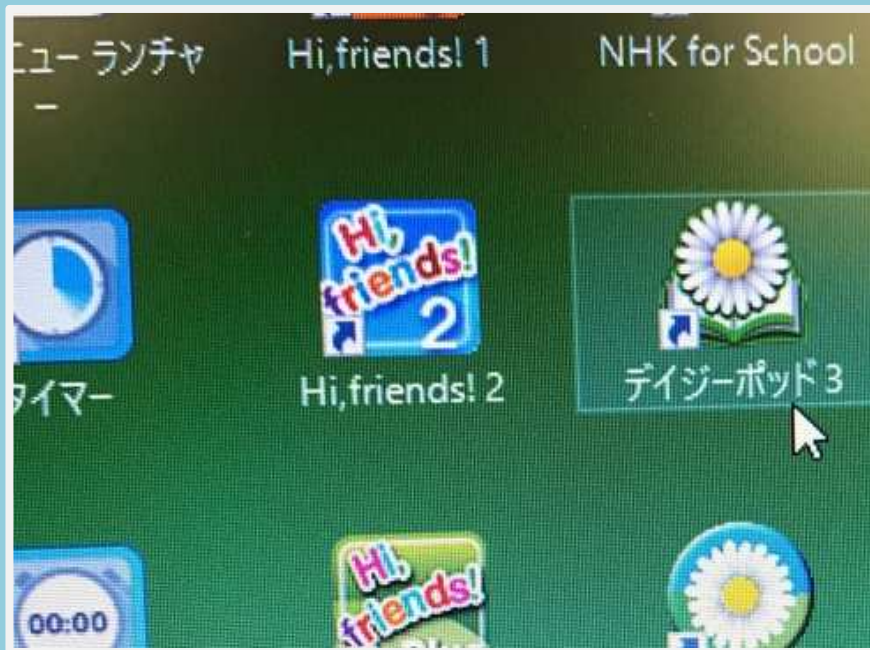 ニュー ランチャ
ー
Hi,friends! 1
NHK for School
Hi,
friends!
2
タイマー
Hi,friends! 2
デイジーポッド 3
00:00
Hi,
friends!